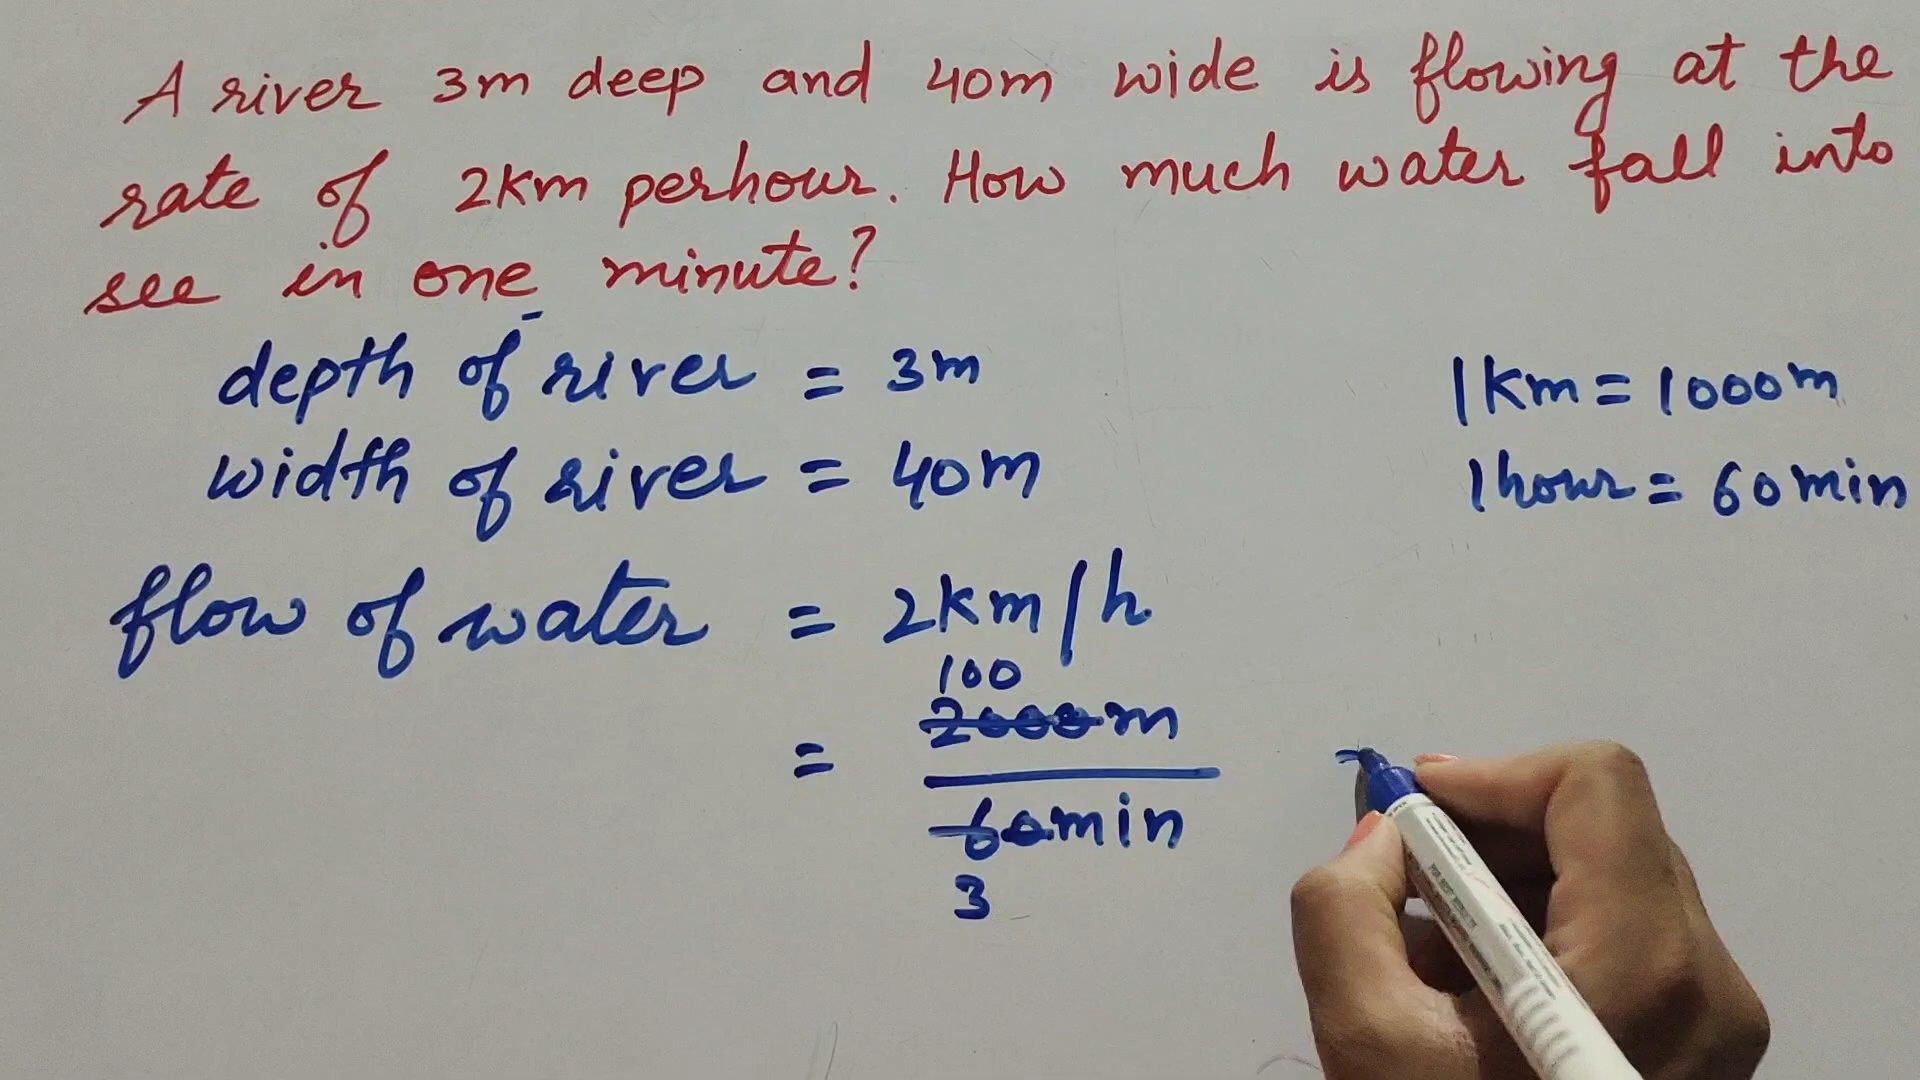 A river 3m deep and 40m wide is flowing at the
rate of 2Km perhour. How much water fall into
see in one minute?
depth of river = 3m
width of river = 40m
1Km = 1000m
1hour = 60min
flow of water = 2Km/h
100
= 2000m
60min
3